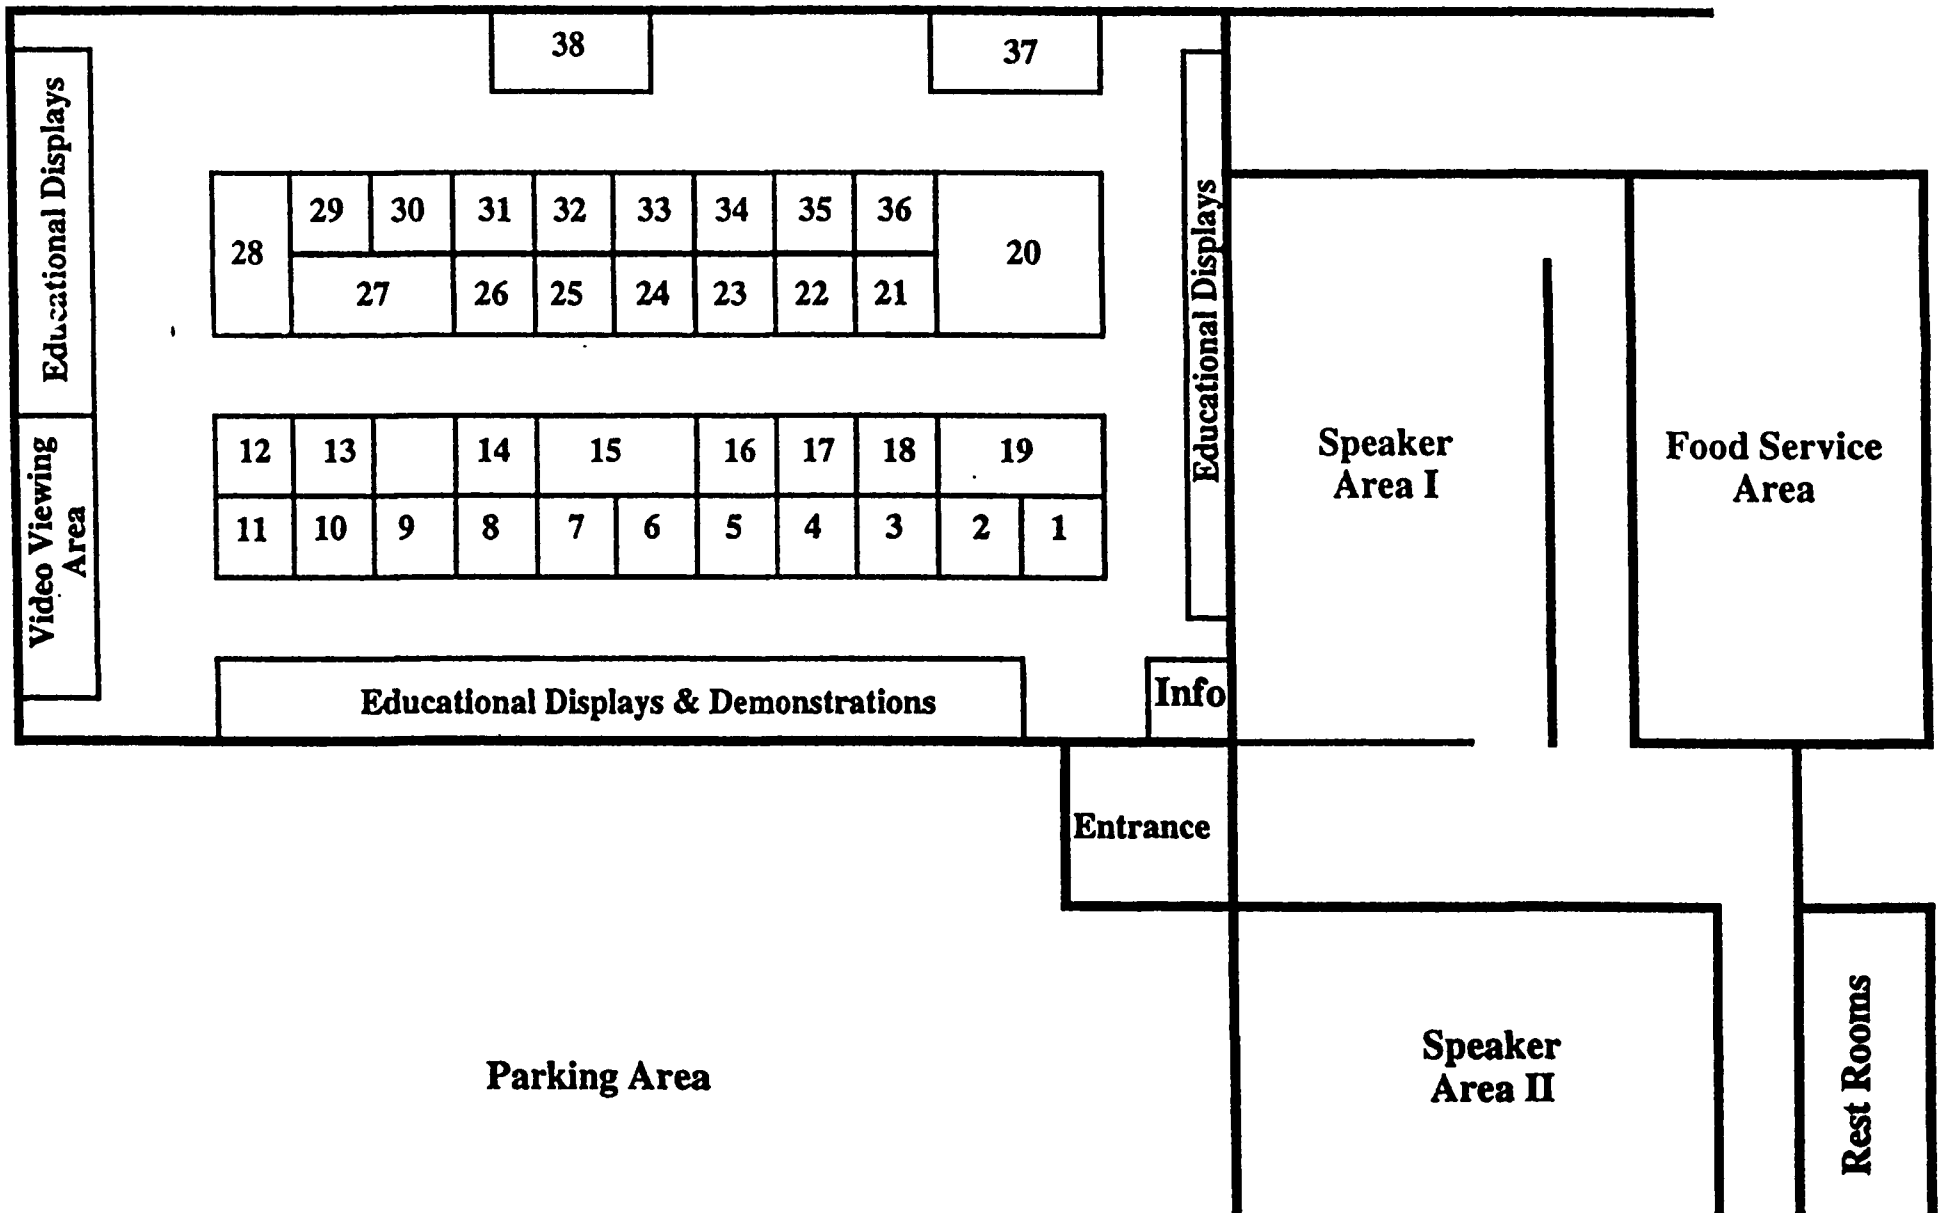 38
37
Educational Displays
29 30 31 32 33 34 35 36
28
20
27 26 25 24 23 22 21
Educational Displays
12 13 14 15 16 17 18 19
11 10 9 8 7 6 5 4 3 2 1
Video Viewing
Area
Speaker
Area I
Food Service
Area
Educational Displays & Demonstrations
Info
Entrance
Parking Area
Speaker
Area II
Rest Rooms